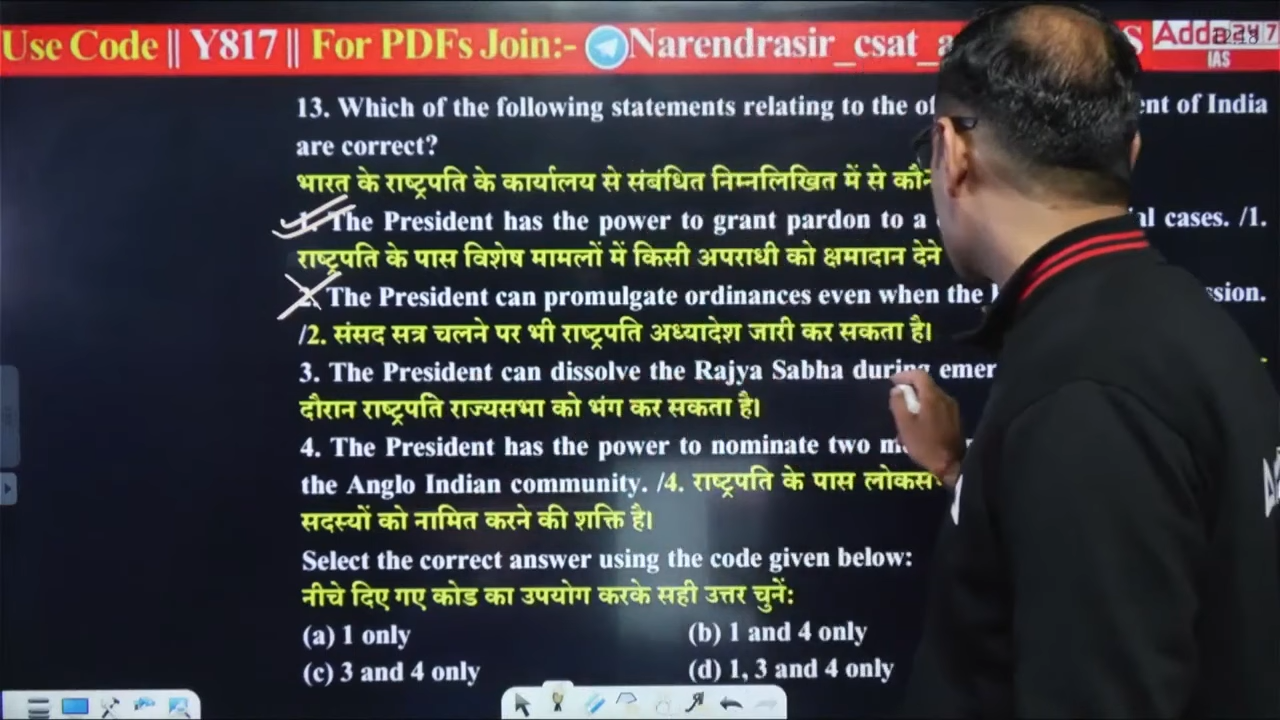 Use Code || Y817 || For PDFs Join:- Narendrasir_csat_a S Adda247
IAS
13. Which of the following statements relating to the of ent of India
are correct?
भारत के राष्ट्रपति के कार्यालय से संबंधित निम्नलिखित में से कौन
1. The President has the power to grant pardon to a al cases. /1.
राष्ट्रपति के पास विशेष मामलों में किसी अपराधी को क्षमादान देने
2. The President can promulgate ordinances even when the ssion.
/2. संसद सत्र चलने पर भी राष्ट्रपति अध्यादेश जारी कर सकता है।
3. The President can dissolve the Rajya Sabha during emer
दौरान राष्ट्रपति राज्यसभा को भंग कर सकता है।
4. The President has the power to nominate two m
the Anglo Indian community. /4. राष्ट्रपति के पास लोकस
सदस्यों को नामित करने की शक्ति है।
Select the correct answer using the code given below:
नीचे दिए गए कोड का उपयोग करके सही उत्तर चुनें:
(a) 1 only (b) 1 and 4 only
(c) 3 and 4 only (d) 1, 3 and 4 only